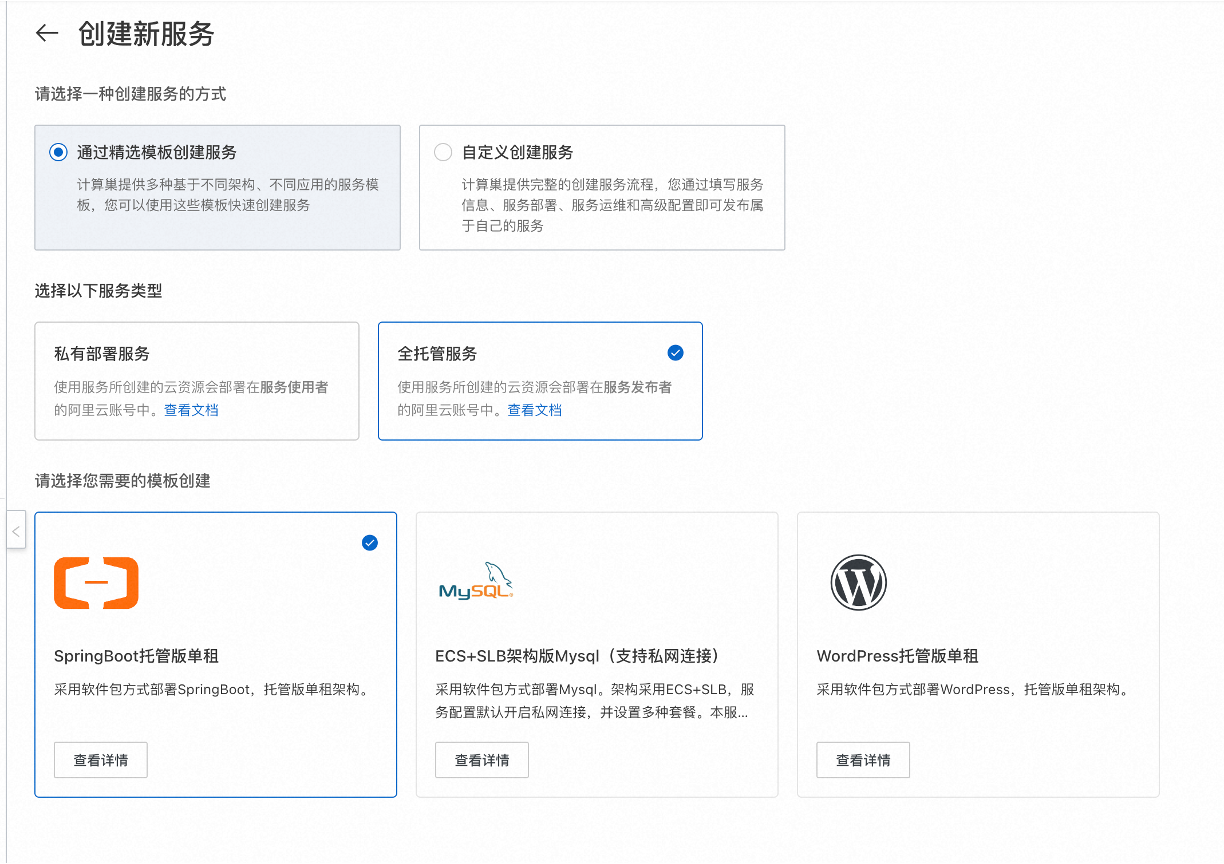 创建新服务
请选择一种创建服务的方式
通过精选模板创建服务
计算巢提供多种基于不同架构、不同应用的服务模
板，您可以使用这些模板快速创建服务
自定义创建服务
计算巢提供完整的创建服务流程，您通过填写服务
信息、服务部署、服务运维和高级配置即可发布属
于自己的服务
选择以下服务类型
私有部署服务
使用服务所创建的云资源会部署在服务使用者
的阿里云账号中。查看文档
全托管服务
使用服务所创建的云资源会部署在服务发布者
的阿里云账号中。查看文档
请选择您需要的模板创建
SpringBoot托管版单租
采用软件包方式部署SpringBoot，托管版单租架构。
查看详情
MySQL
ECS+SLB架构版Mysql（支持私网连接）
采用软件包方式部署Mysql。架构采用ECS+SLB，服
务配置默认开启私网连接，并设置多种套餐。本服...
查看详情
W
WordPress托管版单租
采用软件包方式部署WordPress，托管版单租架构。
查看详情